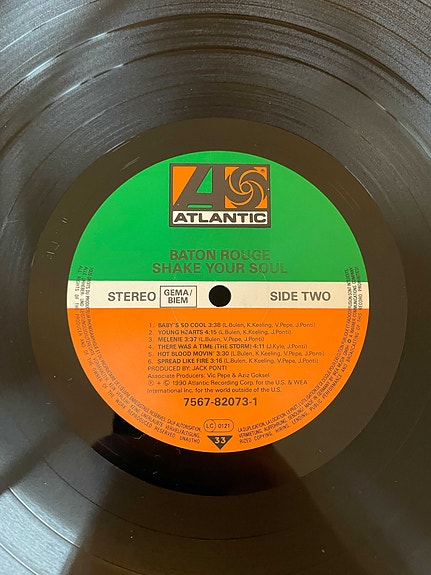 ATLANTIC
BATON ROUGE
SHAKE YOUR SOUL
STEREO GEMA/ BIEM SIDE TWO
1. BABY'S SO COOL 3:38 (L.Bulen, K.Keeling, V.Pepe, J.Ponti)
2. YOUNG HEARTS 4:15 (L.Bulen, K.Keeling, J.Ponti)
3. MELENIE 3:37 (L.Bulen, K.Keeling, V.Pepe, J.Ponti)
4. THERE WAS A TIME (THE STORM) 4:11 (J.Kyle, J.Ponti)
5. HOT BLOOD MOVIN' 3:30 (L.Bulen, K.Keeling, J.Ponti)
6. SPREAD LIKE FIRE 3:16 (L.Bulen, K.Keeling, V.Pepe, J.Ponti)
PRODUCED BY: JACK PONTI
Associate Producers: Vic Pepe & Aziz Goksel
℗ + © 1990 Atlantic Recording Corp. for the U.S. & WEA
International Inc. for the world outside of the U.S.
7567-82073-1
LC 0121
33